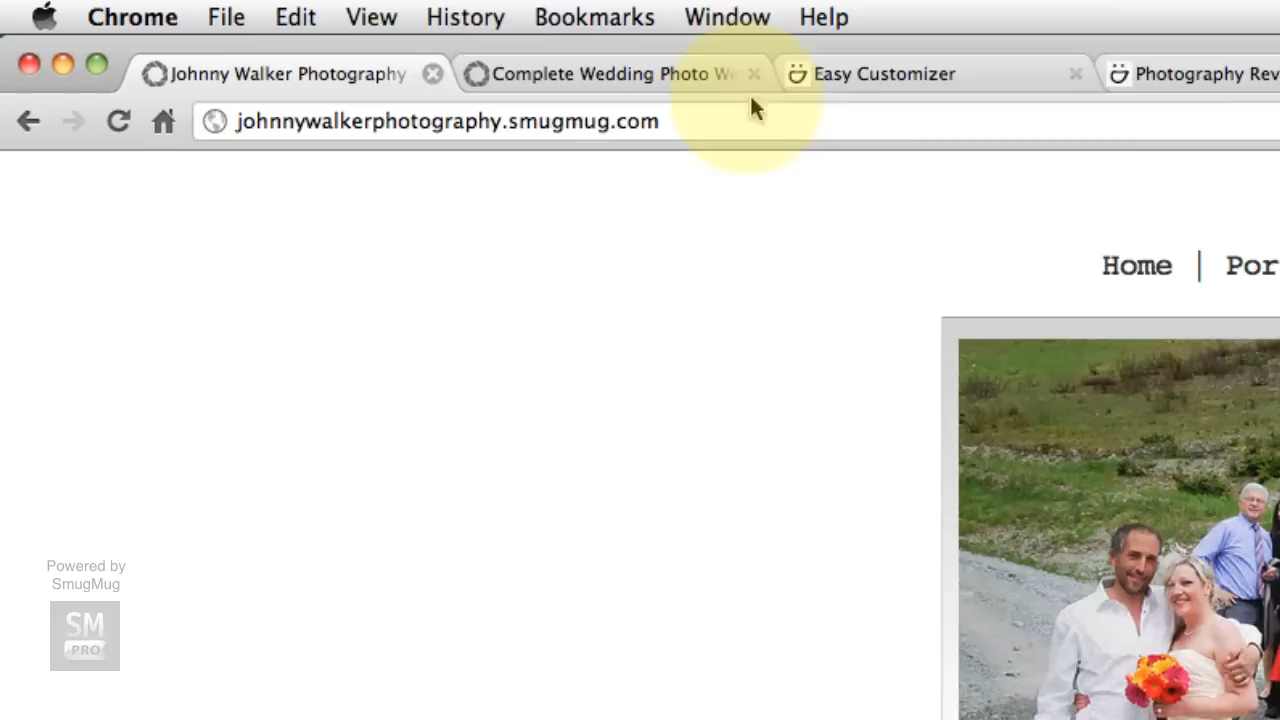 Chrome File Edit View History Bookmarks Window Help
Johnny Walker Photography Complete Wedding Photo We Easy Customizer Photography Rev
johnnywalkerphotography.smugmug.com
Home | Por
Powered by
SmugMug
SM
PRO